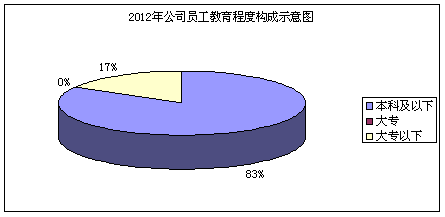 2012年公司员工教育程度构成示意图
17%
0%
83%
本科及以下
大专
大专以下